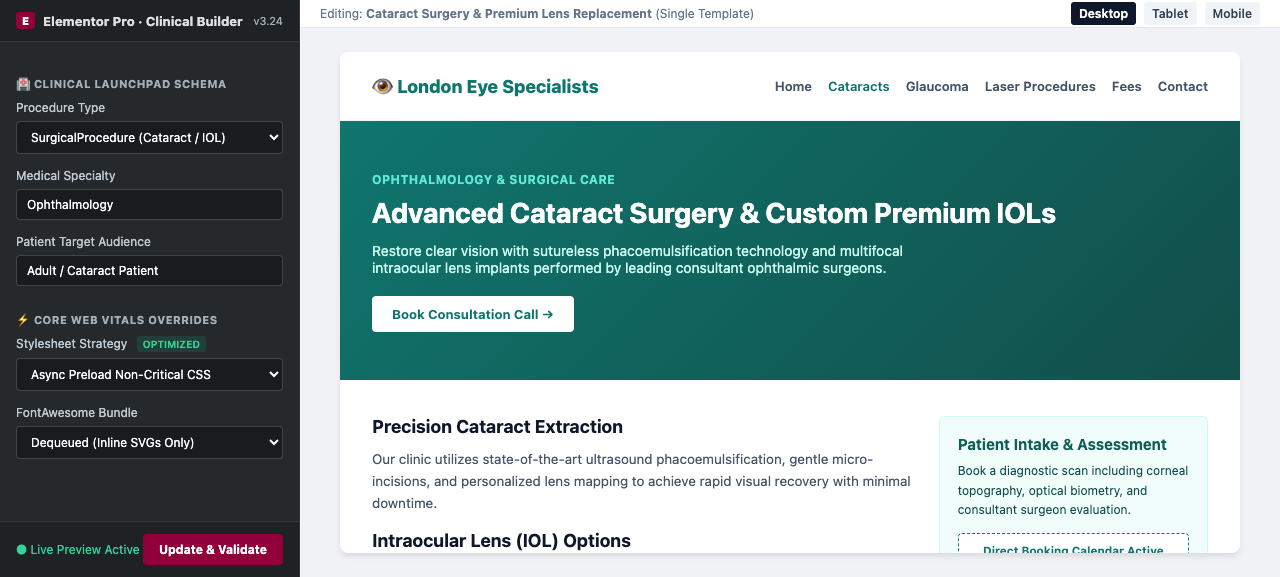 E Elementor Pro · Clinical Builder v3.24
CLINICAL LAUNCHPAD SCHEMA
Procedure Type
SurgicalProcedure (Cataract / IOL)
Medical Specialty
Ophthalmology
Patient Target Audience
Adult / Cataract Patient
CORE WEB VITALS OVERRIDES
Stylesheet Strategy OPTIMIZED
Async Preload Non-Critical CSS
FontAwesome Bundle
Dequeued (Inline SVGs Only)
Live Preview Active
Update & Validate
Editing: Cataract Surgery & Premium Lens Replacement (Single Template)
Desktop Tablet Mobile
London Eye Specialists
Home Cataracts Glaucoma Laser Procedures Fees Contact
OPHTHALMOLOGY & SURGICAL CARE
Advanced Cataract Surgery & Custom Premium IOLs
Restore clear vision with sutureless phacoemulsification technology and multifocal
intraocular lens implants performed by leading consultant ophthalmic surgeons.
Book Consultation Call →
Precision Cataract Extraction
Our clinic utilizes state-of-the-art ultrasound phacoemulsification, gentle micro-
incisions, and personalized lens mapping to achieve rapid visual recovery with minimal
downtime.
Intraocular Lens (IOL) Options
Patient Intake & Assessment
Book a diagnostic scan including corneal
topography, optical biometry, and
consultant surgeon evaluation.
Direct Booking Calendar Active